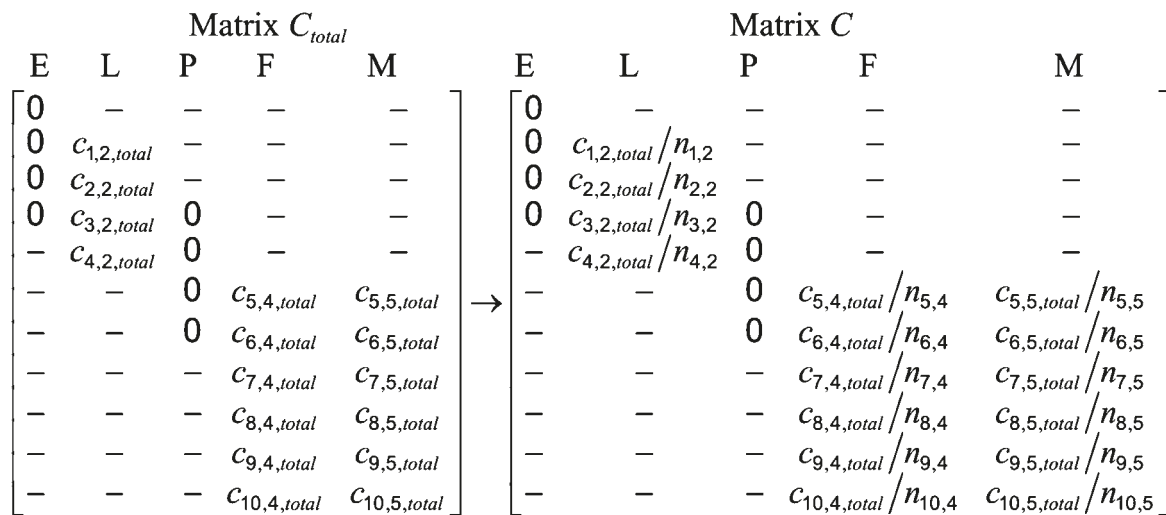 Matrix C_total Matrix C
E L P F M E L P F M
0 – – – – 0 – – – –
0 c_1,2,total – – – 0 c_1,2,total/n_1,2 – – –
0 c_2,2,total – – – 0 c_2,2,total/n_2,2 – – –
0 c_3,2,total 0 – – 0 c_3,2,total/n_3,2 0 – –
– c_4,2,total 0 – – – c_4,2,total/n_4,2 0 – –
– – 0 c_5,4,total c_5,5,total → – – 0 c_5,4,total/n_5,4 c_5,5,total/n_5,5
– – 0 c_6,4,total c_6,5,total – – 0 c_6,4,total/n_6,4 c_6,5,total/n_6,5
– – – c_7,4,total c_7,5,total – – – c_7,4,total/n_7,4 c_7,5,total/n_7,5
– – – c_8,4,total c_8,5,total – – – c_8,4,total/n_8,4 c_8,5,total/n_8,5
– – – c_9,4,total c_9,5,total – – – c_9,4,total/n_9,4 c_9,5,total/n_9,5
– – – c_10,4,total c_10,5,total – – – c_10,4,total/n_10,4 c_10,5,total/n_10,5